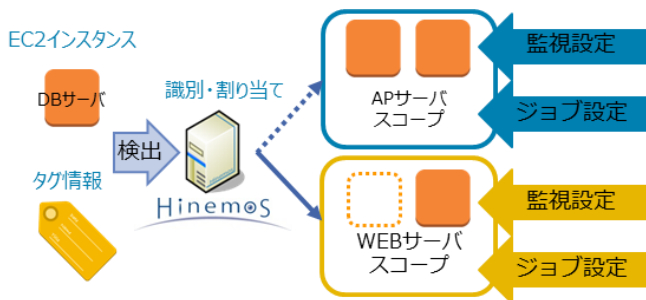 EC2インスタンス
DBサーバ
タグ情報
検出
識別・割り当て
Hinemos
APサーバ
スコープ
監視設定
ジョブ設定
WEBサーバ
スコープ
監視設定
ジョブ設定